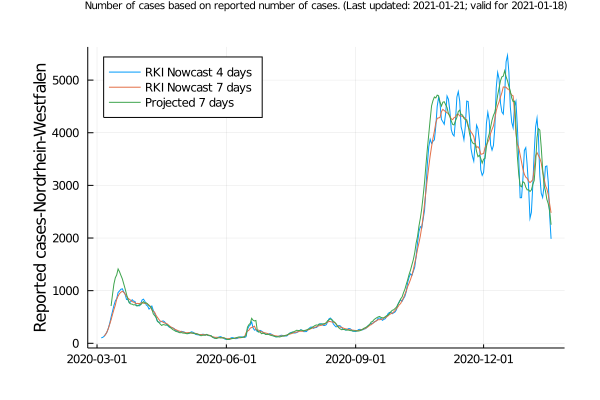 Number of cases based on reported number of cases. (Last updated: 2021-01-21; valid for 2021-01-18)
Reported cases-Nordrhein-Westfalen
RKI Nowcast 4 days
RKI Nowcast 7 days
Projected 7 days
5000
4000
3000
2000
1000
0
2020-03-01
2020-06-01
2020-09-01
2020-12-01